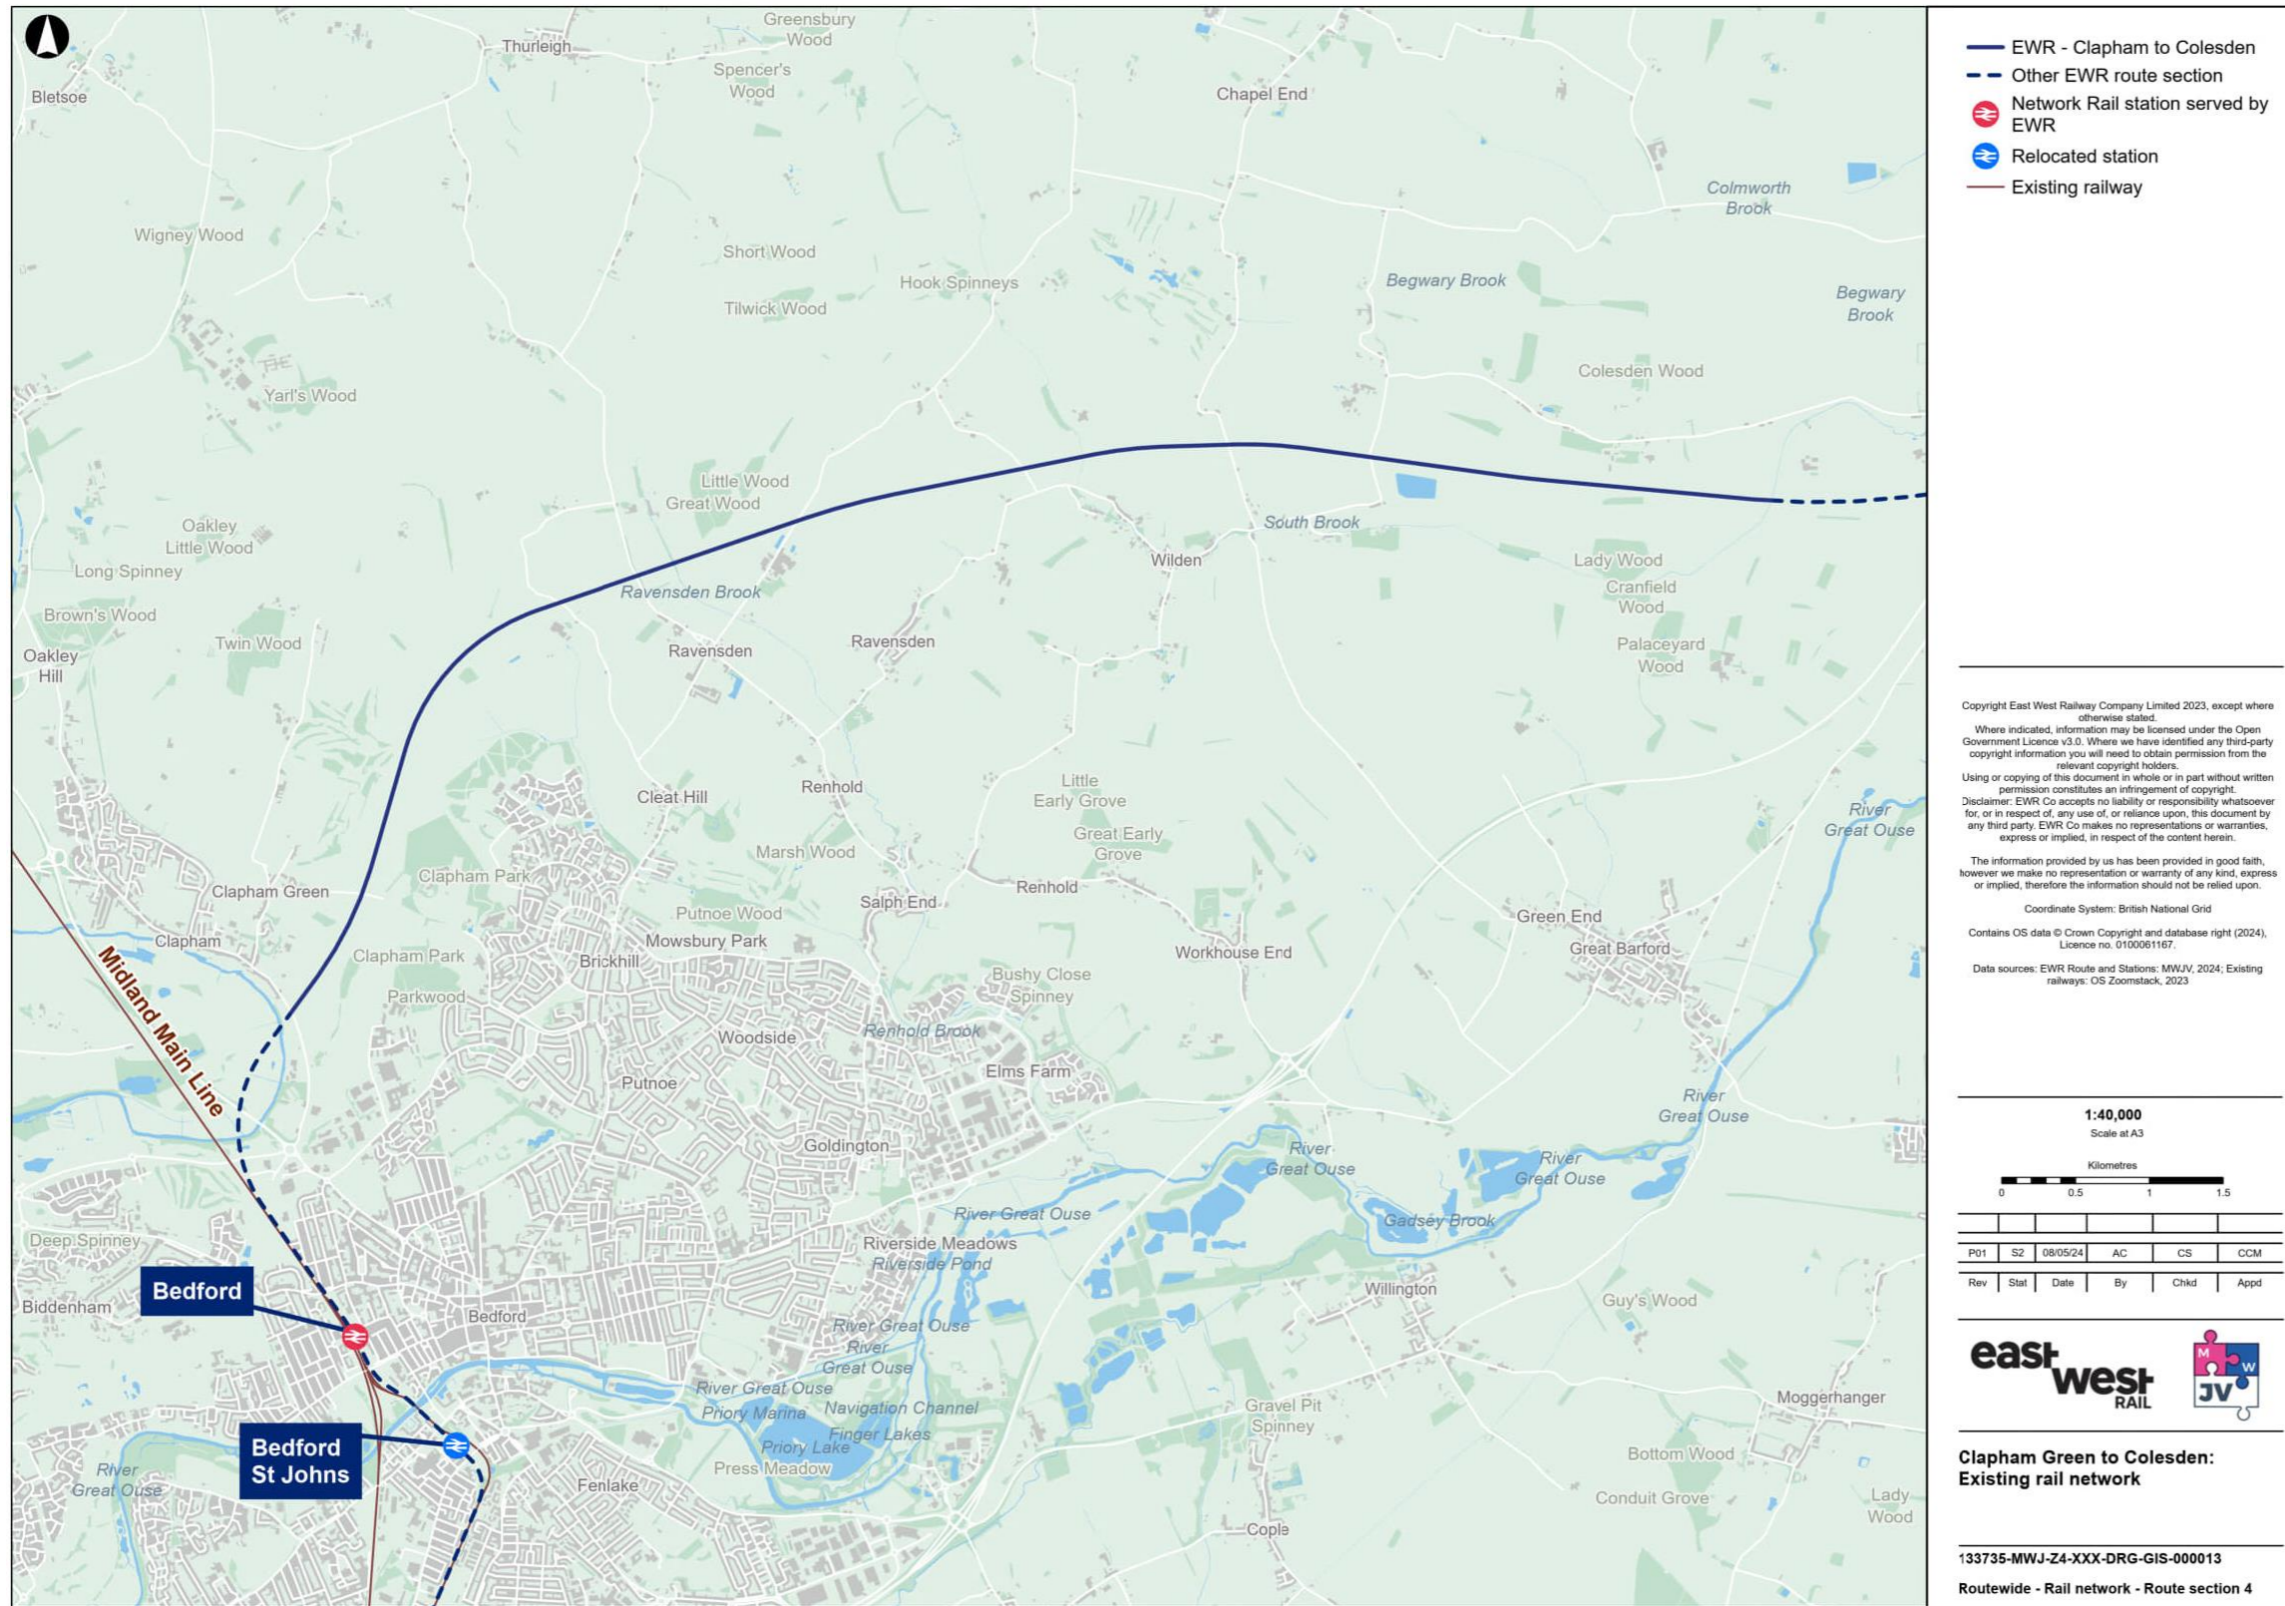 Greensbury
Wood
Thurleigh
Spencer's
Wood
Bletsoe
Chapel End
Colmworth
Brook
Wigney Wood
Short Wood
Hook Spinneys
Begwary Brook
Begwary
Brook
Tilwick Wood
Colesden Wood
Yarl's Wood
Little Wood
Great Wood
Oakley
Little Wood
South Brook
Long Spinney
Wilden
Lady Wood
Ravensden Brook
Cranfield
Wood
Brown's Wood
Twin Wood
Ravensden
Ravensden
Palaceyard
Wood
Oakley
Hill
Cleat Hill
Renhold
Little
Early Grove
River
Great Ouse
Great Early
Grove
Marsh Wood
Clapham Park
Clapham Green
Renhold
Salph End
Putnoe Wood
Green End
Clapham
Mowsbury Park
Great Barford
Clapham Park
Brickhill
Workhouse End
Bushy Close
Spinney
Parkwood
Midland Main Line
Woodside
Renhold Brook
Elms Farm
Putnoe
River
Great Ouse
Goldington
River
Great Ouse
River
Great Ouse
River Great Ouse
Gadsey Brook
Deep Spinney
Riverside Meadows
Riverside Pond
Bedford
Willington
Biddenham
Bedford
Guy's Wood
River Great Ouse
River
Great Ouse
River Great Ouse
Priory Marina
Navigation Channel
Moggerhanger
Gravel Pit
Spinney
Finger Lakes
Priory Lake
Bedford
St Johns
Press Meadow
Bottom Wood
River
Great Ouse
Fenlake
Conduit Grove
Lady
Wood
Cople
EWR - Clapham to Colesden
Other EWR route section
Network Rail station served by
EWR
Relocated station
Existing railway
Copyright East West Railway Company Limited 2023, except where
otherwise stated.
Where indicated, information may be licensed under the Open
Government Licence v3.0. Where we have identified any third-party
copyright information you will need to obtain permission from the
relevant copyright holders.
Using or copying of this document in whole or in part without written
permission constitutes an infringement of copyright.
Disclaimer: EWR Co accepts no liability or responsibility whatsoever
for, or in respect of, any use of, or reliance upon, this document by
any third party. EWR Co makes no representations or warranties,
express or implied, in respect of the content herein.
The information provided by us has been provided in good faith,
however we make no representation or warranty of any kind, express
or implied, therefore the information should not be relied upon.
Coordinate System: British National Grid
Contains OS data © Crown Copyright and database right (2024),
Licence no. 0100061167.
Data sources: EWR Route and Stations: MWJV, 2024; Existing
railways: OS Zoomstack, 2023
1:40,000
Scale at A3
Kilometres
0 0.5 1 1.5
P01 S2 08/05/24 AC CS CCM
Rev Stat Date By Chkd Appd
east
west
RAIL
M
W
JV
Clapham Green to Colesden:
Existing rail network
133735-MWJ-Z4-XXX-DRG-GIS-000013
Routewide - Rail network - Route section 4